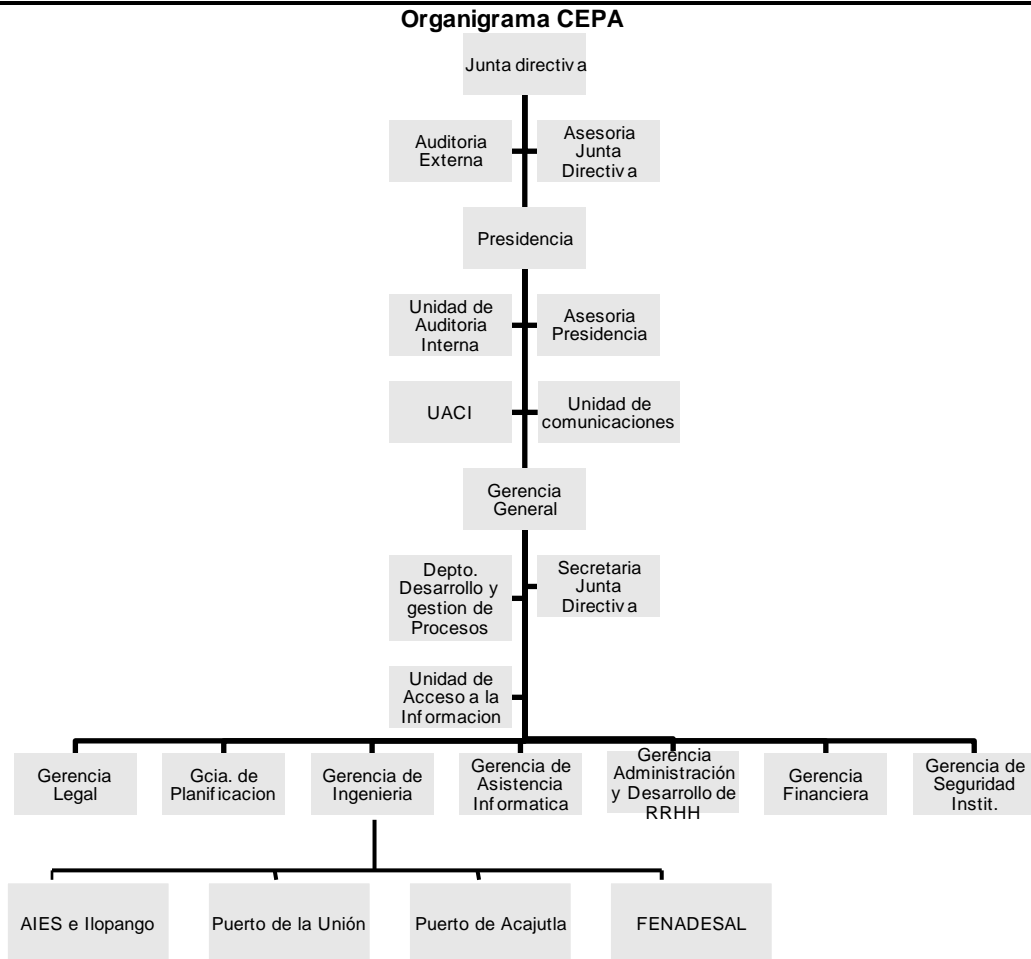 Organigrama CEPA
Junta directiva
Auditoria
Externa
Asesoria
Junta
Directiva
Presidencia
Unidad de
Auditoria
Interna
Asesoria
Presidencia
UACI
Unidad de
comunicaciones
Gerencia
General
Depto.
Desarrollo y
gestion de
Procesos
Secretaria
Junta
Directiva
Unidad de
Acceso a la
Informacion
Gerencia
Legal
Gcia. de
Planificacion
Gerencia de
Ingenieria
Gerencia de
Asistencia
Informatica
Gerencia
Administración
y Desarrollo de
RRHH
Gerencia
Financiera
Gerencia de
Seguridad
Instit.
AIES e Ilopango
Puerto de la Unión
Puerto de Acajutla
FENADESAL